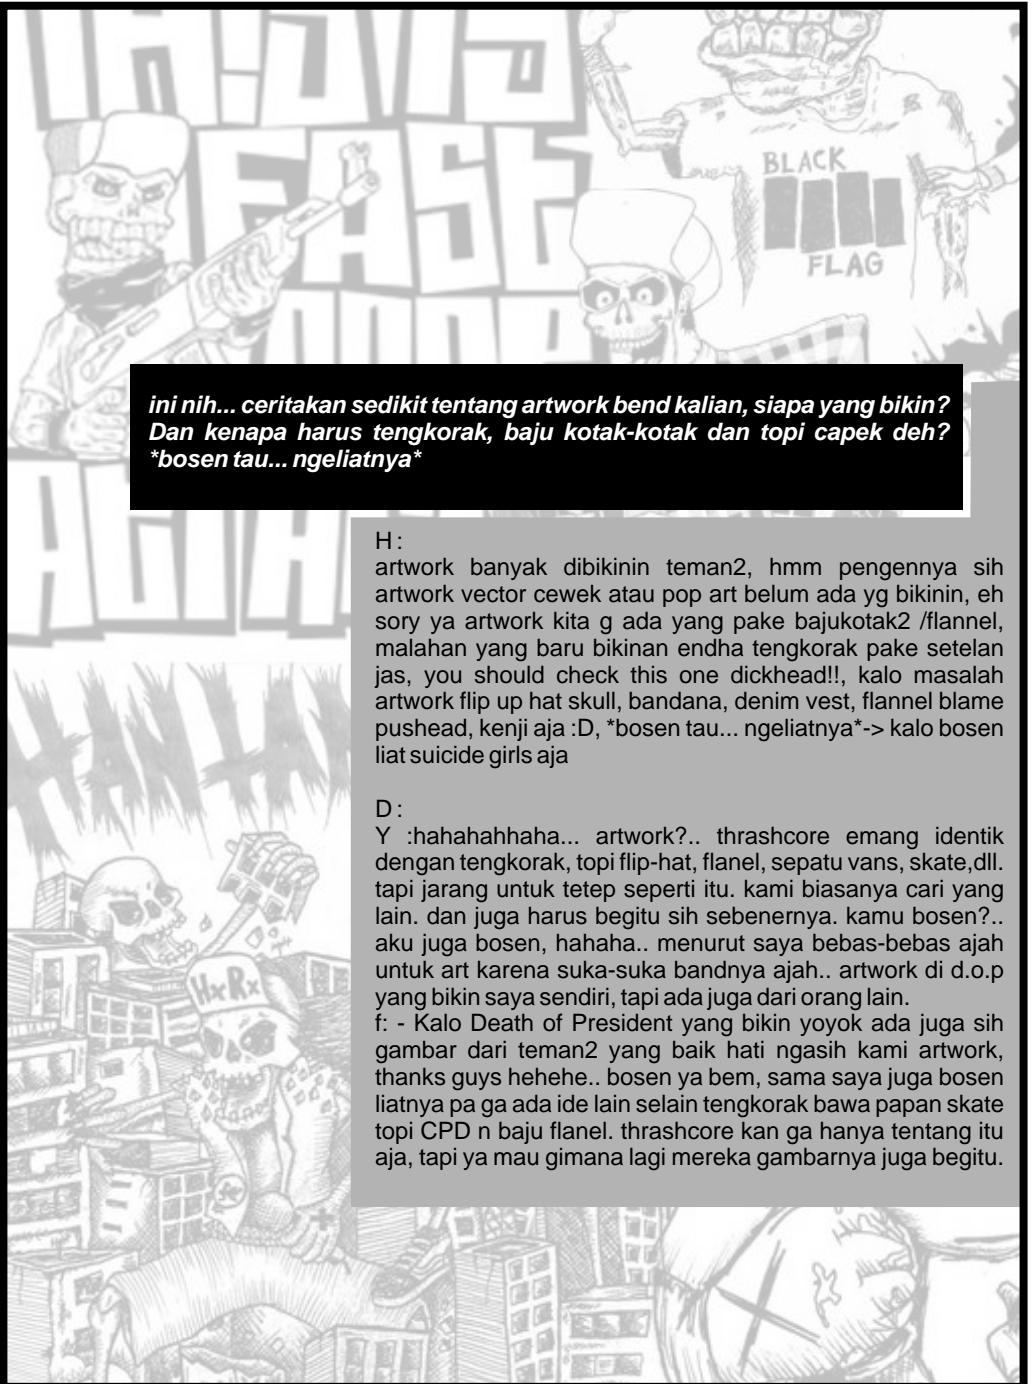 THIS IS
FAST
BLACK
FLAG
ini nih... ceritakan sedikit tentang artwork bend kalian, siapa yang bikin?
Dan kenapa harus tengkorak, baju kotak-kotak dan topi capek deh?
*bosen tau... ngeliatnya*
H :
artwork banyak dibikinin teman2, hmm pengennya sih
artwork vector cewek atau pop art belum ada yg bikinin, eh
sory ya artwork kita g ada yang pake bajukotak2 /flannel,
malahan yang baru bikinan endha tengkorak pake setelan
jas, you should check this one dickhead!!, kalo masalah
artwork flip up hat skull, bandana, denim vest, flannel blame
pushead, kenji aja :D, *bosen tau... ngeliatnya*-> kalo bosen
liat suicide girls aja
D :
Y :hahahahhaha... artwork?.. thrashcore emang identik
dengan tengkorak, topi flip-hat, flanel, sepatu vans, skate,dll.
tapi jarang untuk tetep seperti itu. kami biasanya cari yang
lain. dan juga harus begitu sih sebenernya. kamu bosen?..
aku juga bosen, hahaha.. menurut saya bebas-bebas ajah
untuk art karena suka-suka bandnya ajah.. artwork di d.o.p
yang bikin saya sendiri, tapi ada juga dari orang lain.
f: - Kalo Death of President yang bikin yoyok ada juga sih
gambar dari teman2 yang baik hati ngasih kami artwork,
thanks guys hehehe.. bosen ya bem, sama saya juga bosen
liatnya pa ga ada ide lain selain tengkorak bawa papan skate
topi CPD n baju flanel. thrashcore kan ga hanya tentang itu
aja, tapi ya mau gimana lagi mereka gambarnya juga begitu.
HxRx